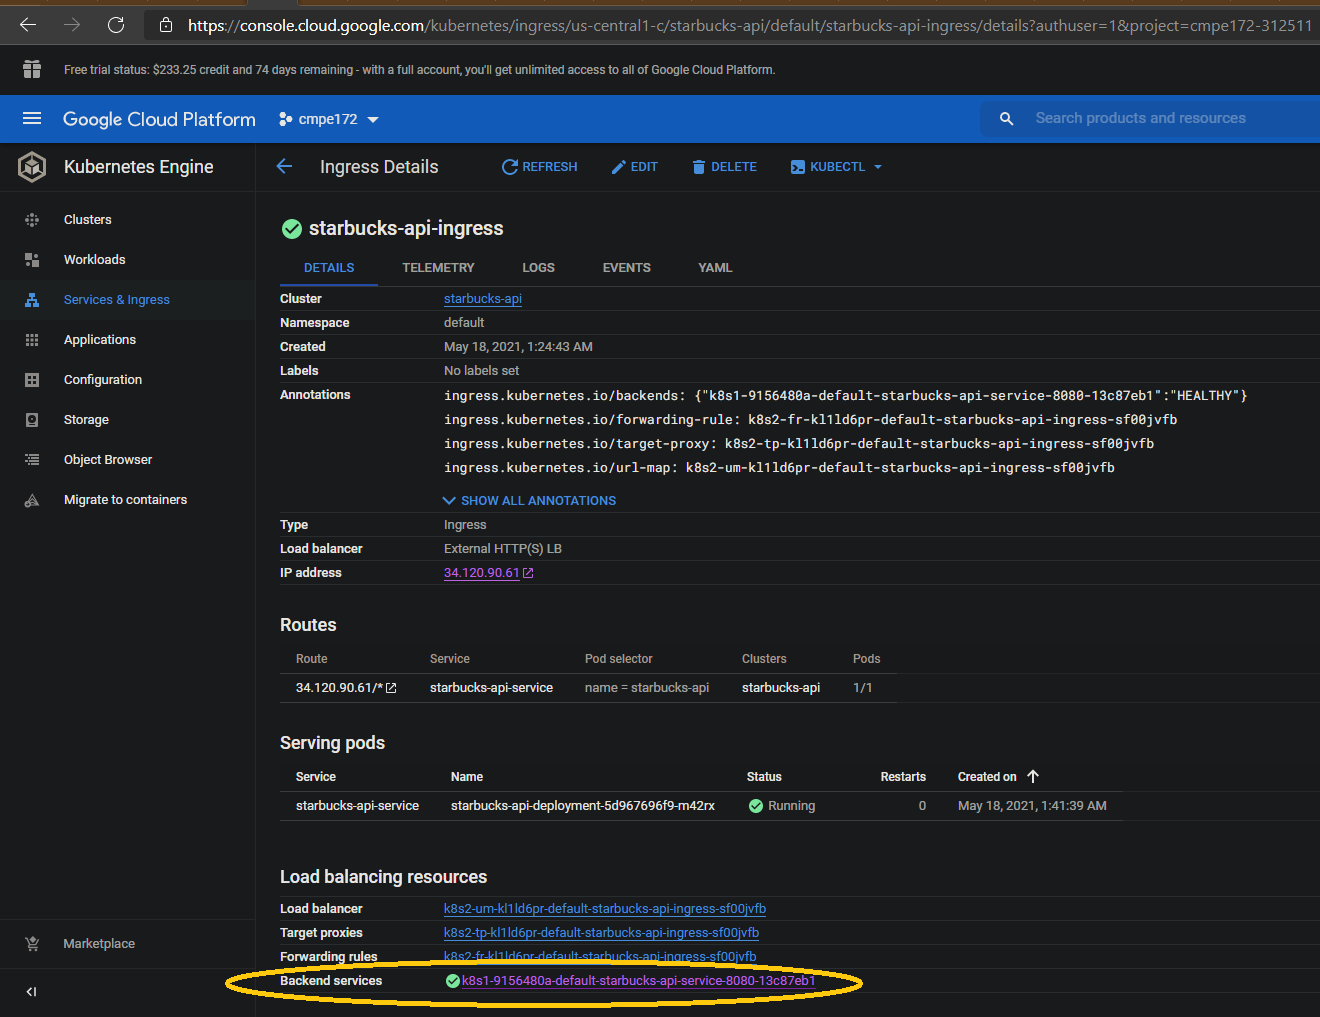 https://console.cloud.google.com/kubernetes/ingress/us-central1-c/starbucks-api/default/starbucks-api-ingress/details?authuser=1&project=cmpe172-312511
Free trial status: $233.25 credit and 74 days remaining - with a full account, you'll get unlimited access to all of Google Cloud Platform.
Google Cloud Platform cmpe172 Search products and resources
Kubernetes Engine
Ingress Details REFRESH EDIT DELETE KUBECTL
Clusters
Workloads
Services & Ingress
Applications
Configuration
Storage
Object Browser
Migrate to containers
Marketplace
starbucks-api-ingress
DETAILS TELEMETRY LOGS EVENTS YAML
Cluster starbucks-api
Namespace default
Created May 18, 2021, 1:24:43 AM
Labels No labels set
Annotations ingress.kubernetes.io/backends: {"k8s1-9156480a-default-starbucks-api-service-8080-13c87eb1":"HEALTHY"}
ingress.kubernetes.io/forwarding-rule: k8s2-fr-kl1ld6pr-default-starbucks-api-ingress-sf00jvfb
ingress.kubernetes.io/target-proxy: k8s2-tp-kl1ld6pr-default-starbucks-api-ingress-sf00jvfb
ingress.kubernetes.io/url-map: k8s2-um-kl1ld6pr-default-starbucks-api-ingress-sf00jvfb
SHOW ALL ANNOTATIONS
Type Ingress
Load balancer External HTTP(S) LB
IP address 34.120.90.61
Routes
Route Service Pod selector Clusters Pods
34.120.90.61/* starbucks-api-service name = starbucks-api starbucks-api 1/1
Serving pods
Service Name Status Restarts Created on
starbucks-api-service starbucks-api-deployment-5d967696f9-m42rx Running 0 May 18, 2021, 1:41:39 AM
Load balancing resources
Load balancer k8s2-um-kl1ld6pr-default-starbucks-api-ingress-sf00jvfb
Target proxies k8s2-tp-kl1ld6pr-default-starbucks-api-ingress-sf00jvfb
Forwarding rules k8s2-fr-kl1ld6pr-default-starbucks-api-ingress-sf00jvfb
Backend services k8s1-9156480a-default-starbucks-api-service-8080-13c87eb1